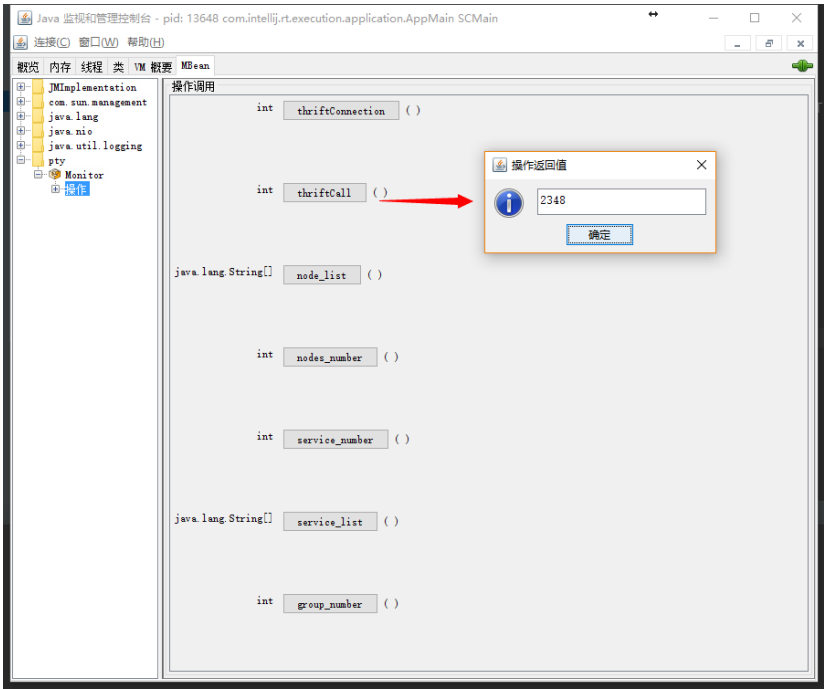 Java 监视和管理控制台 - pid: 13648 com.intellij.rt.execution.application.AppMain SCMain
连接(C) 窗口(W) 帮助(H)
概览 内存 线程 类 VM 概要 MBean
JMImplementation
com.sun.management
java.lang
java.nio
java.util.logging
pty
Monitor
操作
操作调用
int thriftConnection ( )
int thriftCall ( )
java.lang.String[] node_list ( )
int nodes_number ( )
int service_number ( )
java.lang.String[] service_list ( )
int group_number ( )
操作返回值
2348
确定